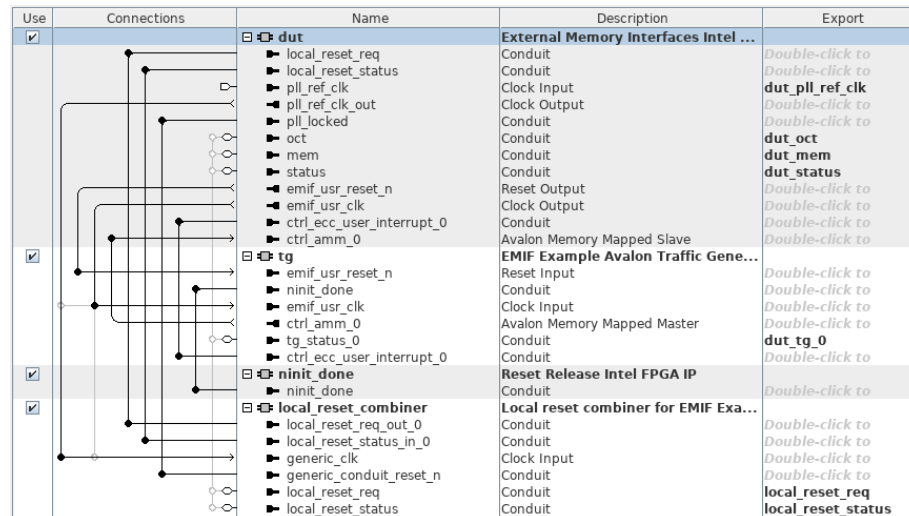 Use Connections Name Description Export
dut External Memory Interfaces Intel ...
local_reset_req Conduit Double-click to
local_reset_status Conduit Double-click to
pll_ref_clk Clock Input dut_pll_ref_clk
pll_ref_clk_out Clock Output Double-click to
pll_locked Conduit Double-click to
oct Conduit dut_oct
mem Conduit dut_mem
status Conduit dut_status
emif_usr_reset_n Reset Output Double-click to
emif_usr_clk Clock Output Double-click to
ctrl_ecc_user_interrupt_0 Conduit Double-click to
ctrl_amm_0 Avalon Memory Mapped Slave Double-click to
tg EMIF Example Avalon Traffic Gene...
emif_usr_reset_n Reset Input Double-click to
ninit_done Conduit Double-click to
emif_usr_clk Clock Input Double-click to
ctrl_amm_0 Avalon Memory Mapped Master Double-click to
tg_status_0 Conduit dut_tg_0
ctrl_ecc_user_interrupt_0 Conduit Double-click to
ninit_done Reset Release Intel FPGA IP
ninit_done Conduit Double-click to
local_reset_combiner Local reset combiner for EMIF Exa...
local_reset_req_out_0 Conduit Double-click to
local_reset_status_in_0 Conduit Double-click to
generic_clk Clock Input Double-click to
generic_conduit_reset_n Conduit Double-click to
local_reset_req Conduit local_reset_req
local_reset_status Conduit local_reset_status